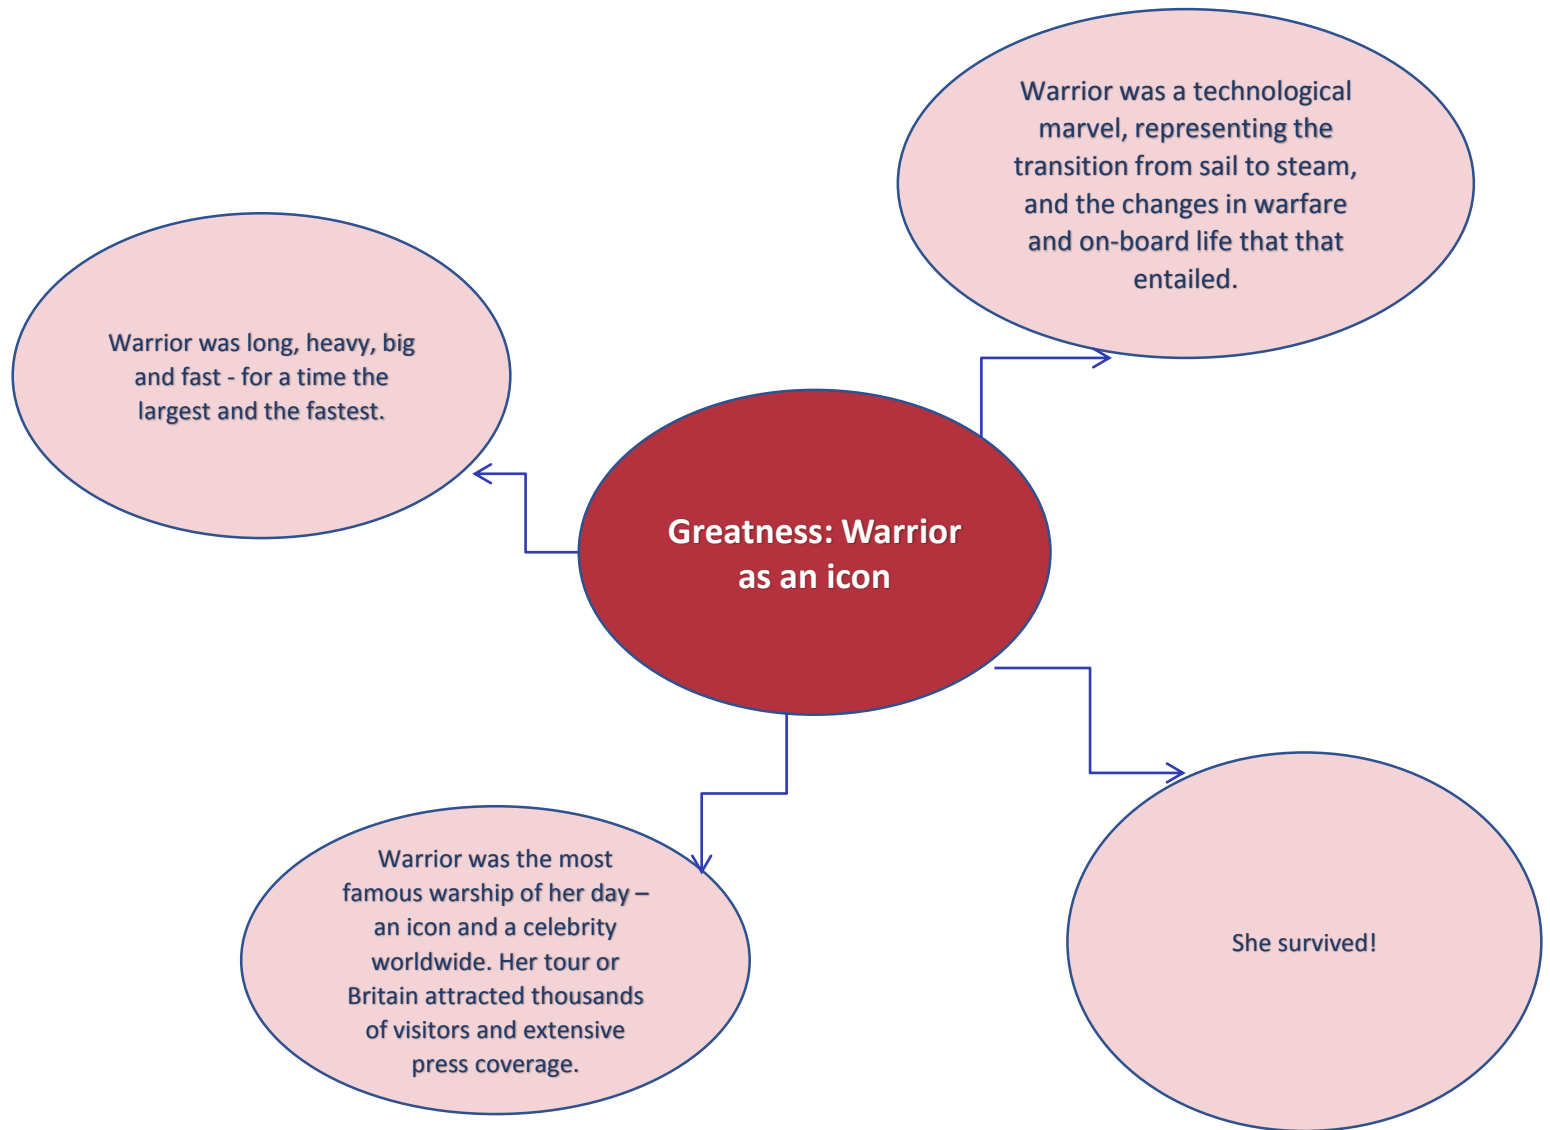 Warrior was a technological
marvel, representing the
transition from sail to steam,
and the changes in warfare
and on-board life that that
entailed.
Warrior was long, heavy, big
and fast - for a time the
largest and the fastest.
Greatness: Warrior
as an icon
Warrior was the most
famous warship of her day –
an icon and a celebrity
worldwide. Her tour or
Britain attracted thousands
of visitors and extensive
press coverage.
She survived!